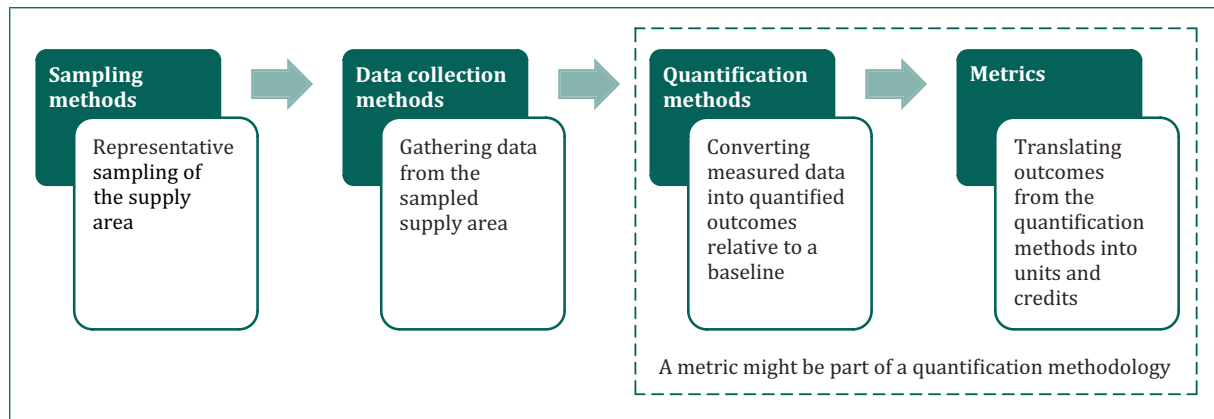 Sampling
methods
Representative
sampling of
the supply
area
Data collection
methods
Gathering data
from the
sampled
supply area
Quantification
methods
Converting
measured data
into quantified
outcomes
relative to a
baseline
Metrics
Translating
outcomes
from the
quantification
methods into
units and
credits
A metric might be part of a quantification methodology